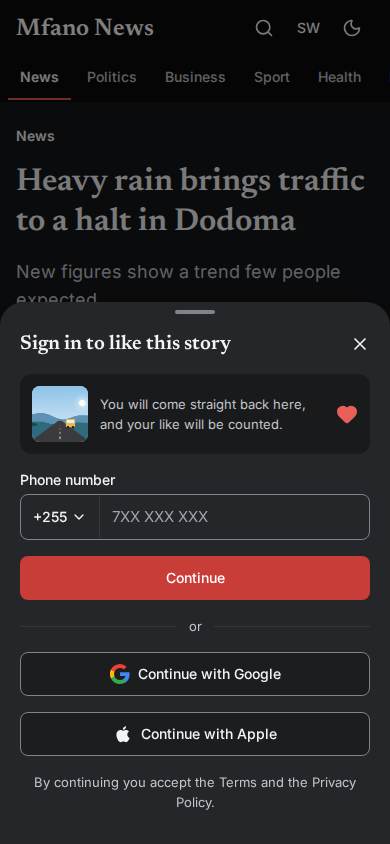 Mfano News
SW
News
Politics
Business
Sport
Health
News
Heavy rain brings traffic
to a halt in Dodoma
New figures show a trend few people
expected
Sign in to like this story
You will come straight back here,
and your like will be counted.
Phone number
+255
7XX XXX XXX
Continue
or
Continue with Google
Continue with Apple
By continuing you accept the Terms and the Privacy
Policy.